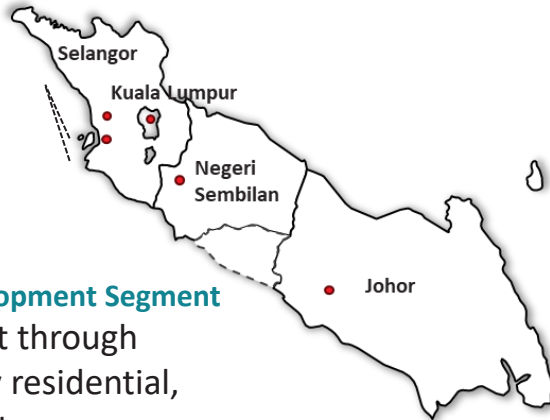 Selangor
Kuala Lumpur
Negeri
Sembilan
Johor
opment Segment
t through
residential,